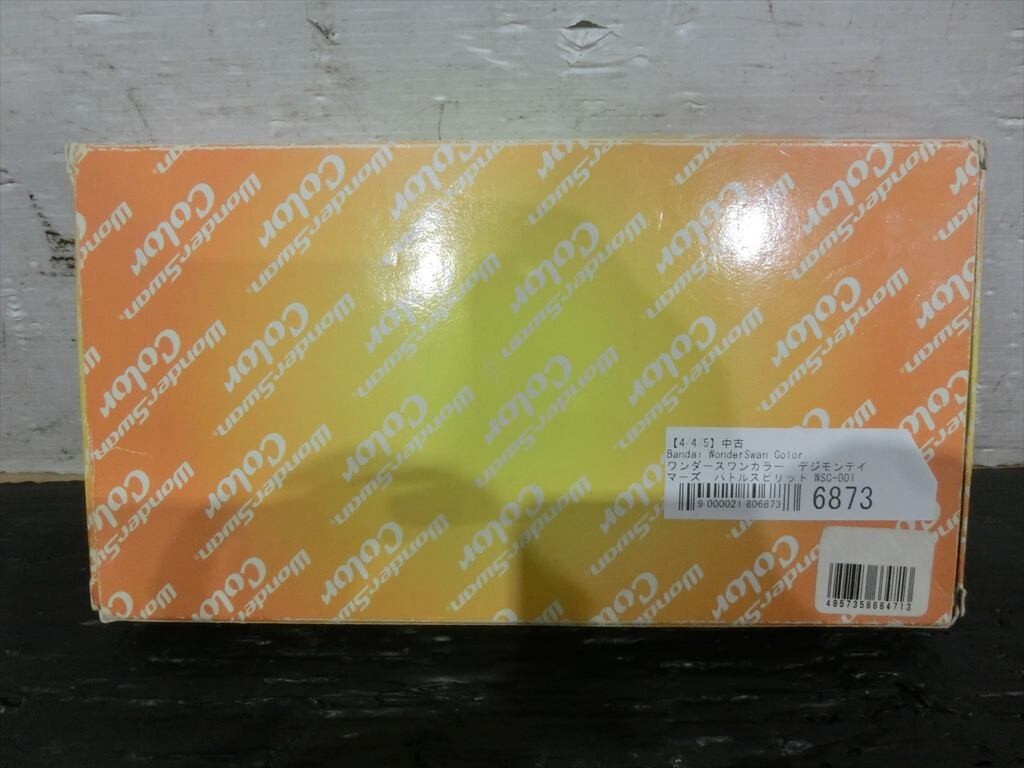 WonderSwan Color
【4/4/5】中古
Bandai WonderSwan Color
ワンダースワンカラー　デジモンテイ
マーズ　バトルスピリット WSC-001
9 000021 806873
6873
4957356664713